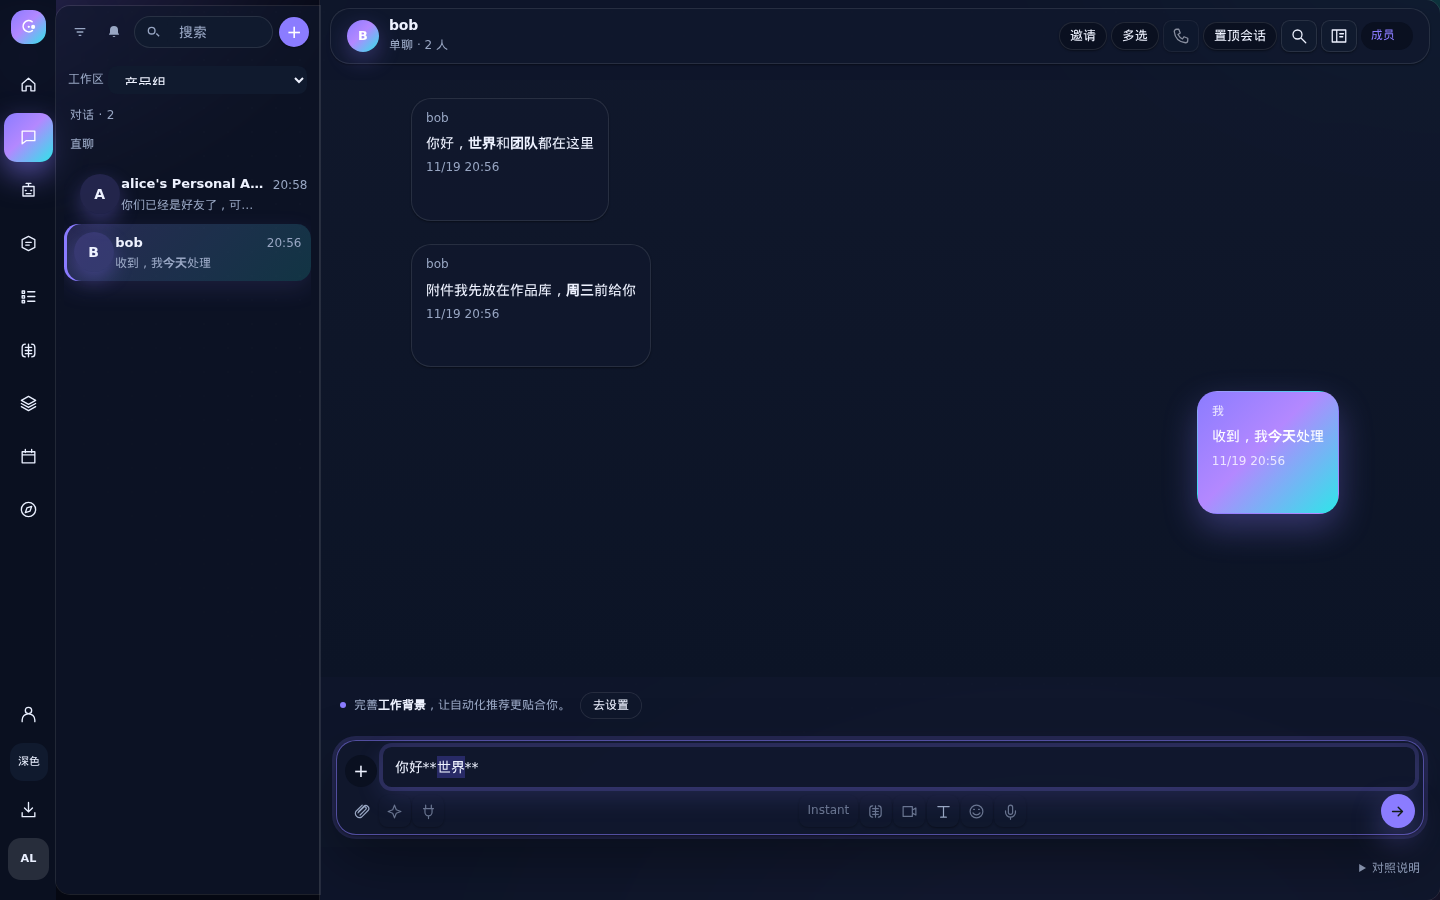 搜索
工作区 产品组
对话 · 2
直聊
A
alice's Personal A... 20:58
你们已经是好友了，可...
B
bob 20:56
收到，我今天处理
深色
AL
B
bob
单聊 · 2 人
邀请
多选
置顶会话
成员
bob
你好，世界和团队都在这里
11/19 20:56
bob
附件我先放在作品库，周三前给你
11/19 20:56
我
收到，我今天处理
11/19 20:56
完善工作背景，让自动化推荐更贴合你。 去设置
你好**世界**
Instant
▶ 对照说明